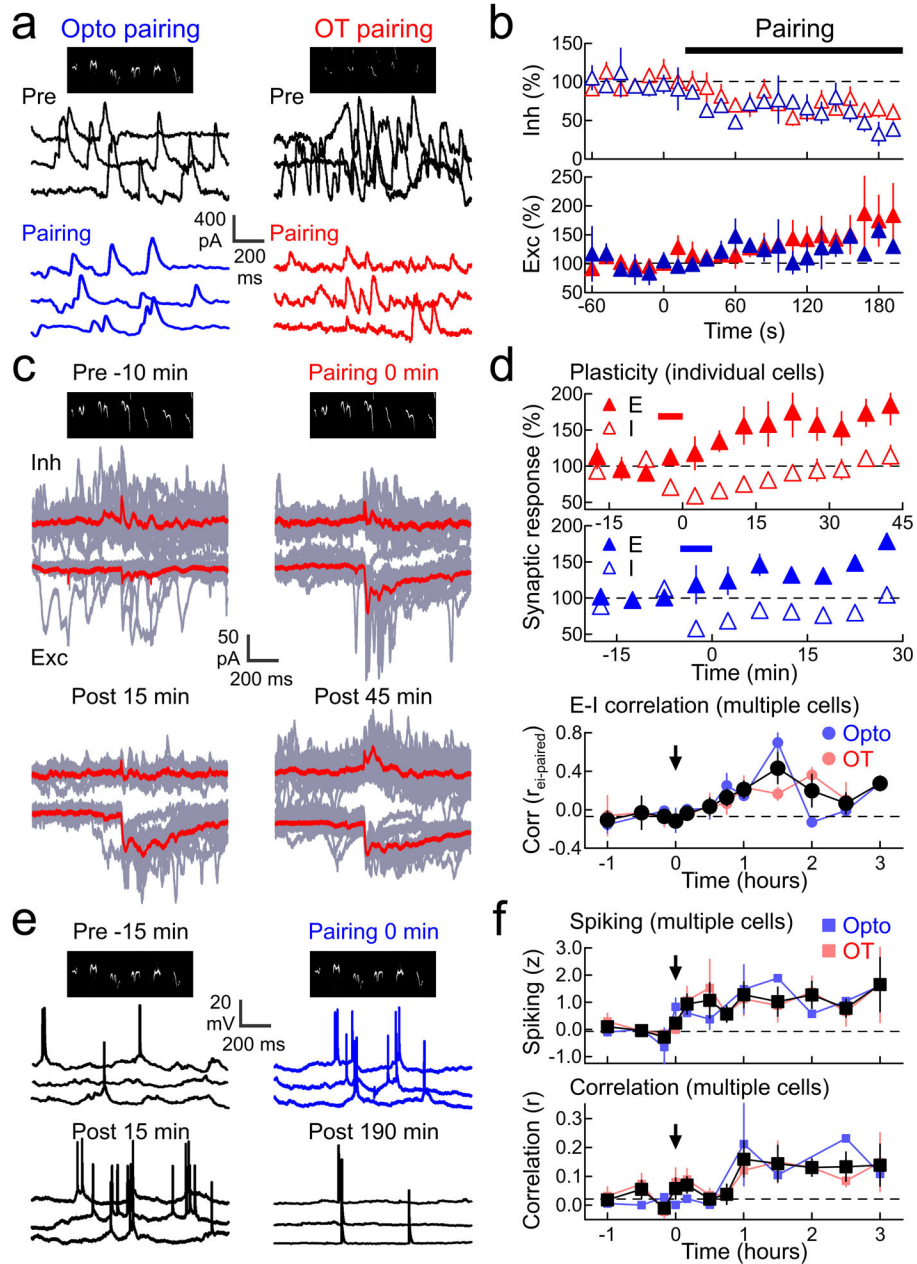 a
Opto pairing
OT pairing
Pre
Pre
Pairing
400
pA
200
ms
Pairing
b
Pairing
Inh (%)
150
100
50
0
Exc (%)
250
200
150
100
50
-60
0
60
120
180
Time (s)
c
Pre -10 min
Pairing 0 min
Inh
Exc
50
pA
200 ms
Post 15 min
Post 45 min
d
Plasticity (individual cells)
Synaptic response (%)
200
150
100
50
E
I
-15
0
15
30
45
200
150
100
50
E
I
-15
0
15
30
Time (min)
E-I correlation (multiple cells)
Opto
OT
Corr (rei-paired)
0.8
0.4
0.0
-0.4
-1
0
1
2
3
Time (hours)
e
Pre -15 min
Pairing 0 min
20
mV
200 ms
Post 15 min
Post 190 min
f
Spiking (multiple cells)
Opto
OT
Spiking (z)
3.0
2.0
1.0
0.0
-1.0
Correlation (multiple cells)
Correlation (r)
0.3
0.2
0.1
0.0
-1
0
1
2
3
Time (hours)